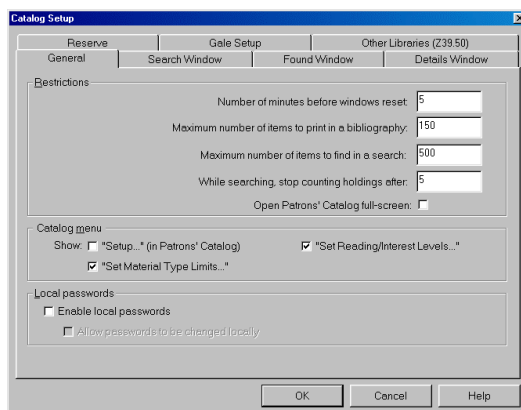 Catalog Setup
Reserve Gale Setup Other Libraries (Z39.50)
General Search Window Found Window Details Window
Restrictions
Number of minutes before windows reset: 5
Maximum number of items to print in a bibliography: 150
Maximum number of items to find in a search: 500
While searching, stop counting holdings after: 5
Open Patrons' Catalog full-screen:
Catalog menu
Show: "Setup..." (in Patrons' Catalog) "Set Reading/Interest Levels..."
"Set Material Type Limits..."
Local passwords
Enable local passwords
Allow passwords to be changed locally
OK Cancel Help